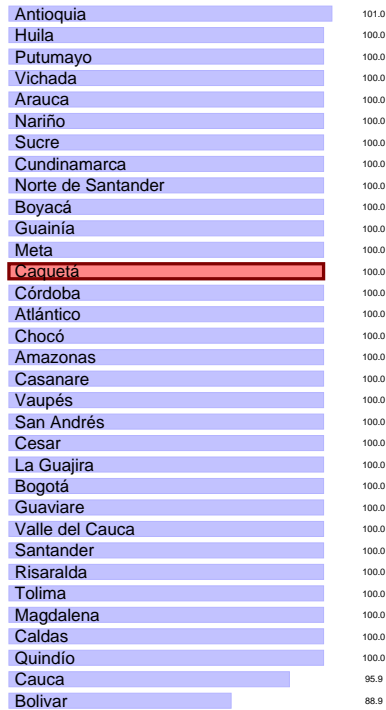 Antioquia 101.0
Huila 100.0
Putumayo 100.0
Vichada 100.0
Arauca 100.0
Nariño 100.0
Sucre 100.0
Cundinamarca 100.0
Norte de Santander 100.0
Boyacá 100.0
Guainía 100.0
Meta 100.0
Caquetá 100.0
Córdoba 100.0
Atlántico 100.0
Chocó 100.0
Amazonas 100.0
Casanare 100.0
Vaupés 100.0
San Andrés 100.0
Cesar 100.0
La Guajira 100.0
Bogotá 100.0
Guaviare 100.0
Valle del Cauca 100.0
Santander 100.0
Risaralda 100.0
Tolima 100.0
Magdalena 100.0
Caldas 100.0
Quindío 100.0
Cauca 95.9
Bolivar 88.9